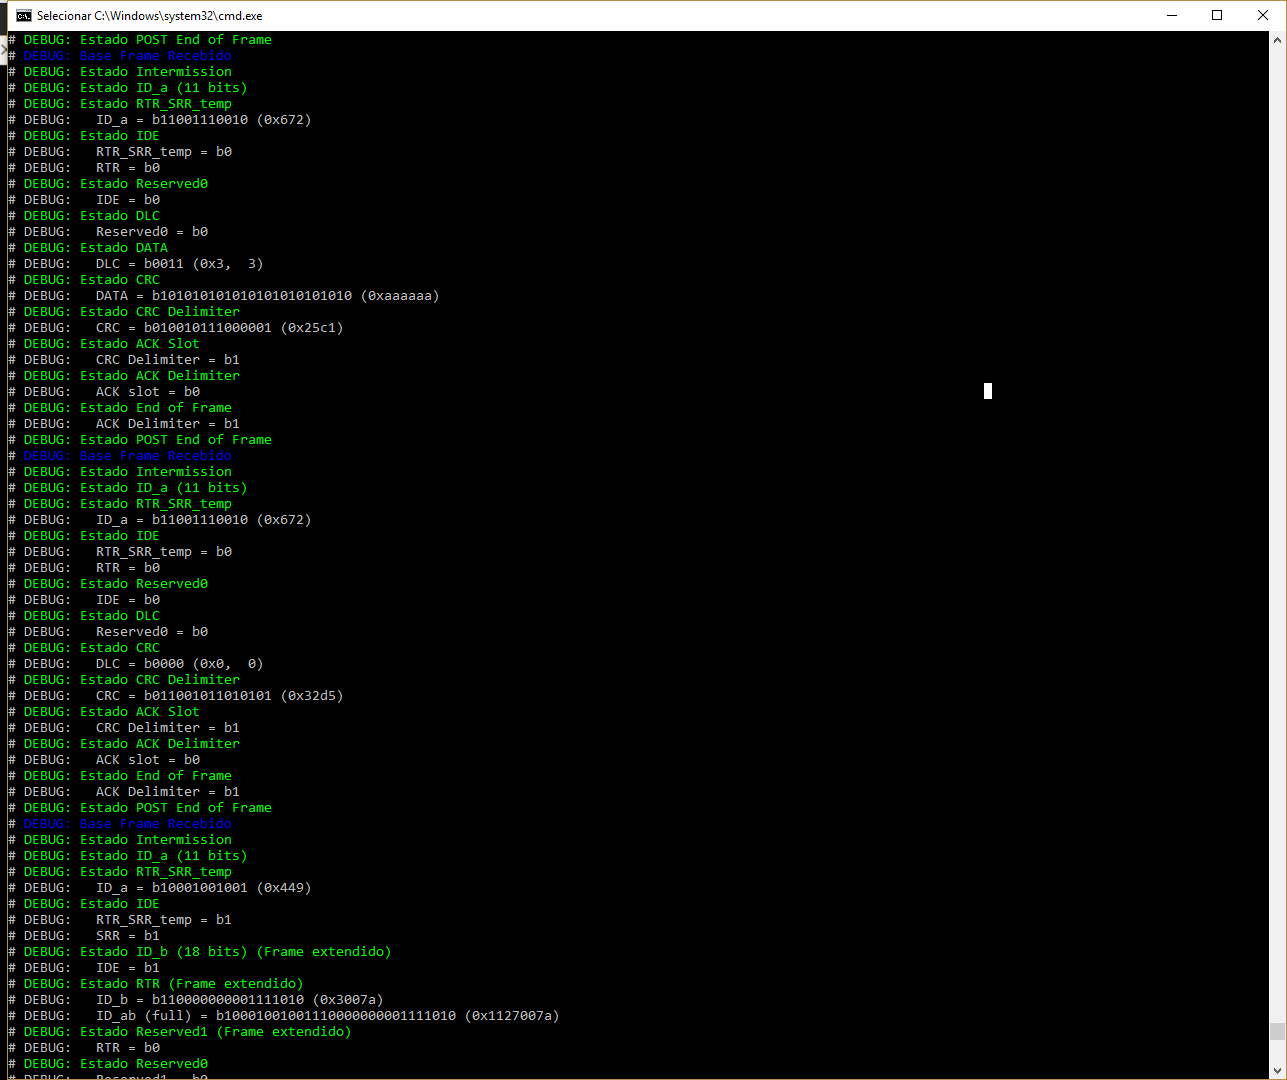 Selecionar C:\Windows\system32\cmd.exe
# DEBUG: Estado POST End of Frame
# DEBUG: Base Frame Recebido
# DEBUG: Estado Intermission
# DEBUG: Estado ID_a (11 bits)
# DEBUG: Estado RTR_SRR_temp
# DEBUG:   ID_a = b11001110010 (0x672)
# DEBUG: Estado IDE
# DEBUG:   RTR_SRR_temp = b0
# DEBUG:   RTR = b0
# DEBUG: Estado Reserved0
# DEBUG:   IDE = b0
# DEBUG: Estado DLC
# DEBUG:   Reserved0 = b0
# DEBUG: Estado DATA
# DEBUG:   DLC = b0011 (0x3,  3)
# DEBUG: Estado CRC
# DEBUG:   DATA = b101010101010101010101010 (0xaaaaaa)
# DEBUG: Estado CRC Delimiter
# DEBUG:   CRC = b010010111000001 (0x25c1)
# DEBUG: Estado ACK Slot
# DEBUG:   CRC Delimiter = b1
# DEBUG: Estado ACK Delimiter
# DEBUG:   ACK slot = b0
# DEBUG: Estado End of Frame
# DEBUG:   ACK Delimiter = b1
# DEBUG: Estado POST End of Frame
# DEBUG: Base Frame Recebido
# DEBUG: Estado Intermission
# DEBUG: Estado ID_a (11 bits)
# DEBUG: Estado RTR_SRR_temp
# DEBUG:   ID_a = b11001110010 (0x672)
# DEBUG: Estado IDE
# DEBUG:   RTR_SRR_temp = b0
# DEBUG:   RTR = b0
# DEBUG: Estado Reserved0
# DEBUG:   IDE = b0
# DEBUG: Estado DLC
# DEBUG:   Reserved0 = b0
# DEBUG: Estado CRC
# DEBUG:   DLC = b0000 (0x0,  0)
# DEBUG: Estado CRC Delimiter
# DEBUG:   CRC = b011001011010101 (0x32d5)
# DEBUG: Estado ACK Slot
# DEBUG:   CRC Delimiter = b1
# DEBUG: Estado ACK Delimiter
# DEBUG:   ACK slot = b0
# DEBUG: Estado End of Frame
# DEBUG:   ACK Delimiter = b1
# DEBUG: Estado POST End of Frame
# DEBUG: Base Frame Recebido
# DEBUG: Estado Intermission
# DEBUG: Estado ID_a (11 bits)
# DEBUG: Estado RTR_SRR_temp
# DEBUG:   ID_a = b10001001001 (0x449)
# DEBUG: Estado IDE
# DEBUG:   RTR_SRR_temp = b1
# DEBUG:   SRR = b1
# DEBUG: Estado ID_b (18 bits) (Frame extendido)
# DEBUG:   IDE = b1
# DEBUG: Estado RTR (Frame extendido)
# DEBUG:   ID_b = b110000000001111010 (0x3007a)
# DEBUG:   ID_ab (full) = b10001001001110000000001111010 (0x1127007a)
# DEBUG: Estado Reserved1 (Frame extendido)
# DEBUG:   RTR = b0
# DEBUG: Estado Reserved0
# DEBUG:   Reserved1 = b0